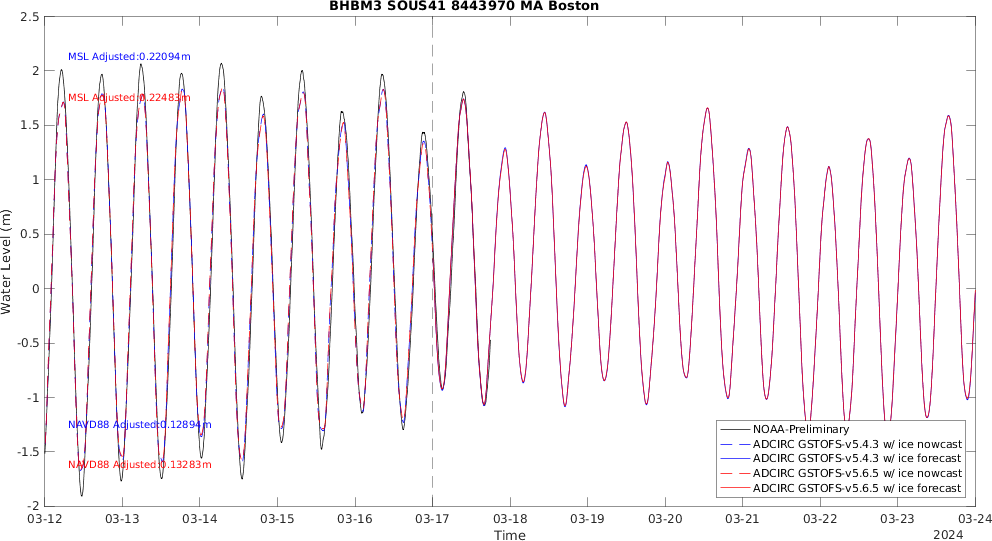 BHBM3 SOUS41 8443970 MA Boston
2.5
2
1.5
1
0.5
0
-0.5
-1
-1.5
-2
Water Level (m)
MSL Adjusted:0.22094m
MSL Adjusted:0.22483m
NAVD88 Adjusted:0.12894m
NAVD88 Adjusted:0.13283m
NOAA-Preliminary
ADCIRC GSTOFS-v5.4.3 w/ ice nowcast
ADCIRC GSTOFS-v5.4.3 w/ ice forecast
ADCIRC GSTOFS-v5.6.5 w/ ice nowcast
ADCIRC GSTOFS-v5.6.5 w/ ice forecast
03-12 03-13 03-14 03-15 03-16 03-17 03-18 03-19 03-20 03-21 03-22 03-23 03-24
Time
2024